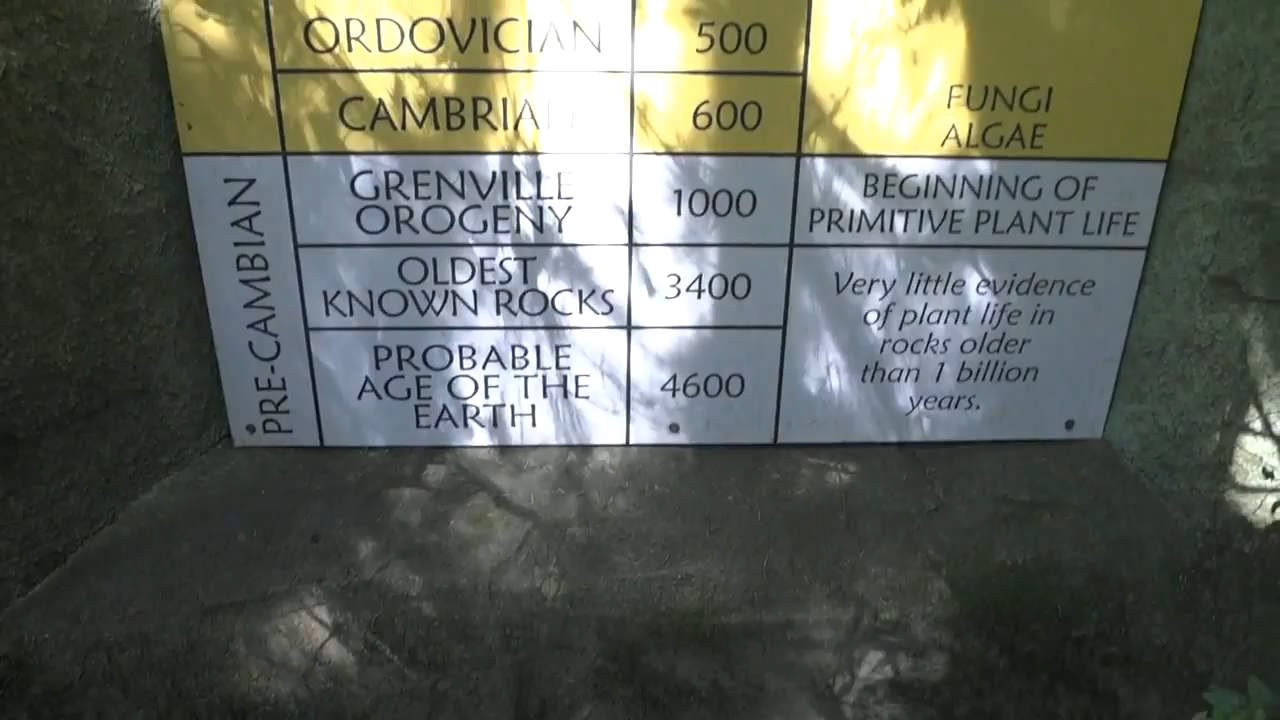 ORDOVICIAN 500
CAMBRIAN 600
FUNGI
ALGAE
PRE-CAMBIAN
GRENVILLE
OROGENY
1000
BEGINNING OF
PRIMITIVE PLANT LIFE
OLDEST
KNOWN ROCKS
3400
Very little evidence
of plant life in
rocks older
than 1 billion
years.
PROBABLE
AGE OF THE
EARTH
4600